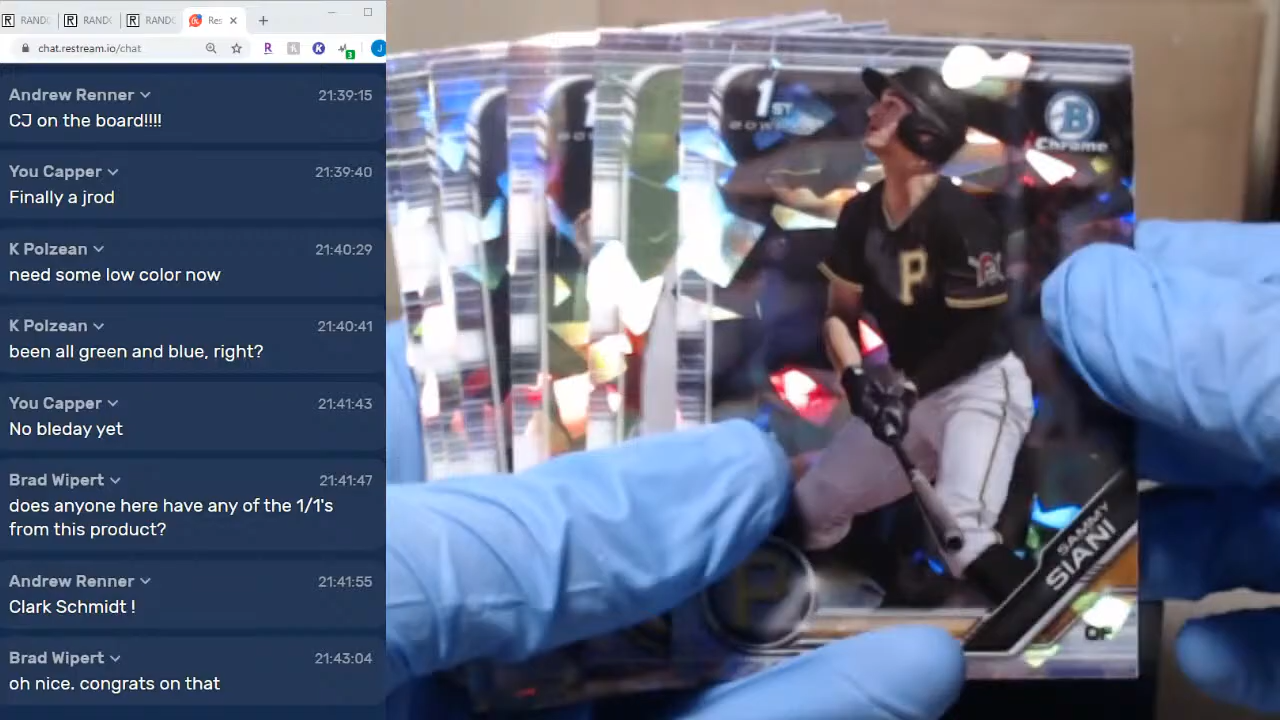 RAND
RAND
RAND
Res
chat.restream.io/chat
3
J
Andrew Renner
21:39:15
CJ on the board!!!!
You Capper
21:39:40
Finally a jrod
K Polzean
21:40:29
need some low color now
K Polzean
21:40:41
been all green and blue, right?
You Capper
21:41:43
No bleday yet
Brad Wipert
21:41:47
does anyone here have any of the 1/1's
from this product?
Andrew Renner
21:41:55
Clark Schmidt !
Brad Wipert
21:43:04
oh nice. congrats on that
1ST
B
Chrome
P
SAMMY
SIANI
P
OF